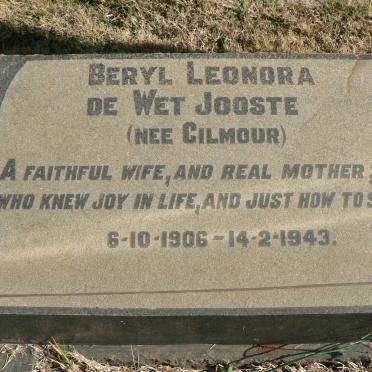 BERYL LEONORA
DE WET JOOSTE
(NEE GILMOUR)
A FAITHFUL WIFE, AND REAL MOTHER;
WHO KNEW JOY IN LIFE, AND JUST HOW TO
6-10-1906 - 14-2-1943.